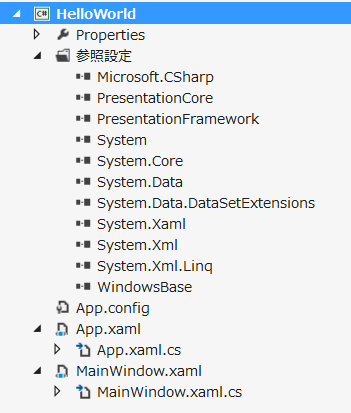 C# HelloWorld
Properties
参照設定
Microsoft.CSharp
PresentationCore
PresentationFramework
System
System.Core
System.Data
System.Data.DataSetExtensions
System.Xaml
System.Xml
System.Xml.Linq
WindowsBase
App.config
App.xaml
App.xaml.cs
MainWindow.xaml
MainWindow.xaml.cs